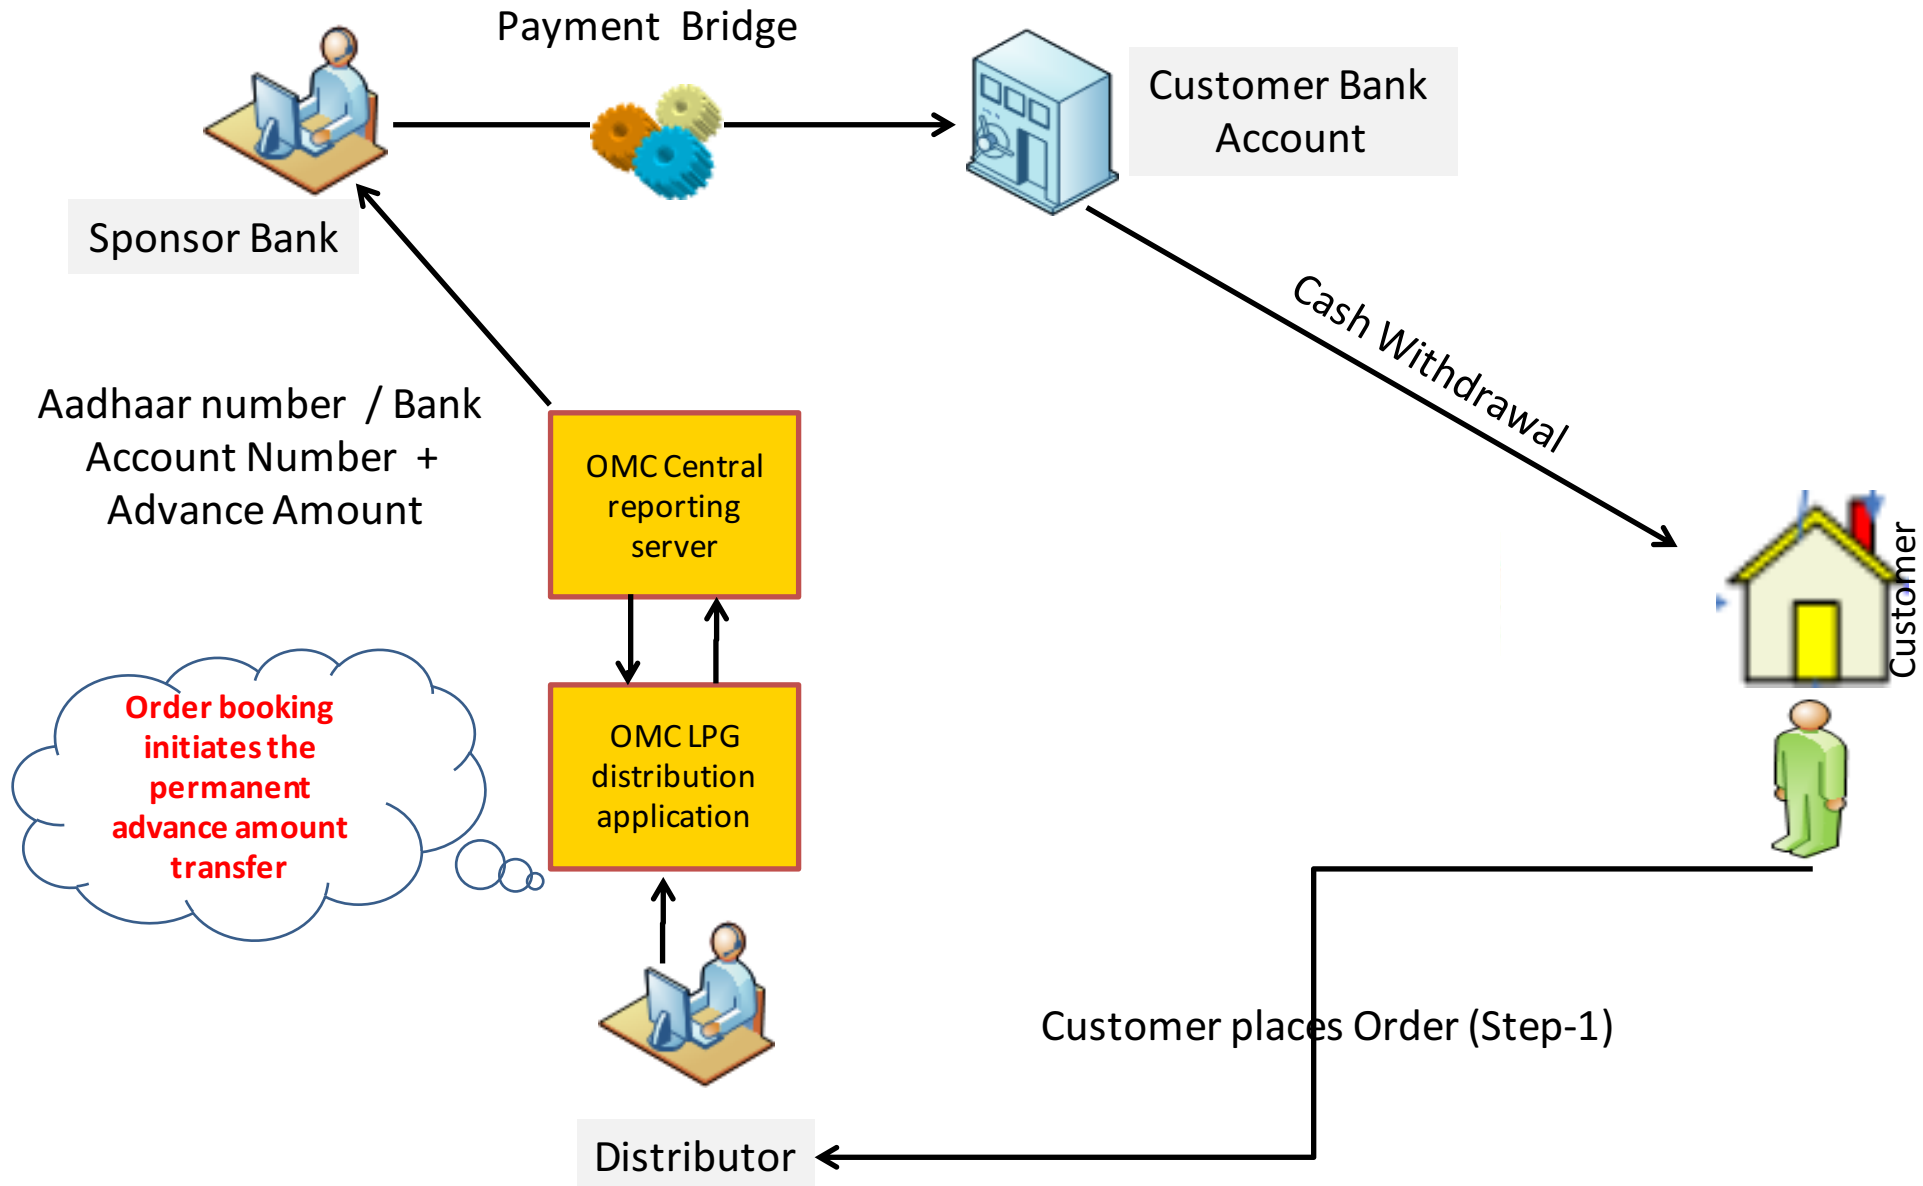 Payment Bridge
Customer Bank
Account
Sponsor Bank
Cash Withdrawal
Aadhaar number / Bank
Account Number +
Advance Amount
OMC Central
reporting
server
Customer
Order booking
initiates the
permanent
advance amount
transfer
OMC LPG
distribution
application
Customer places Order (Step-1)
Distributor